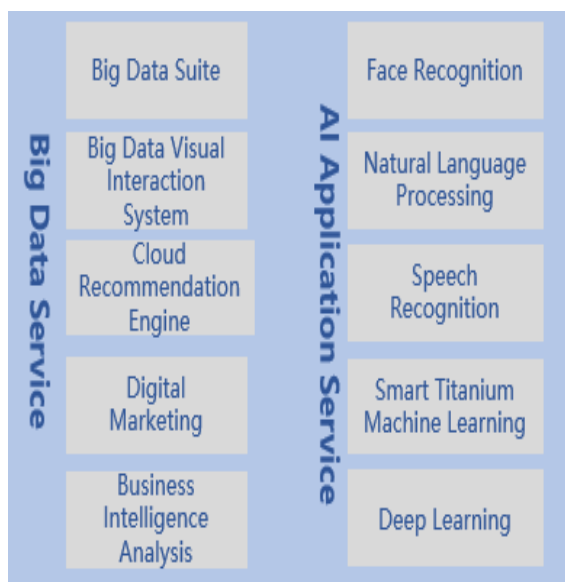 Big Data Service
Big Data Suite
Big Data Visual
Interaction
System
Cloud
Recommendation
Engine
Digital
Marketing
Business
Intelligence
Analysis
AI Application Service
Face Recognition
Natural Language
Processing
Speech
Recognition
Smart Titanium
Machine Learning
Deep Learning